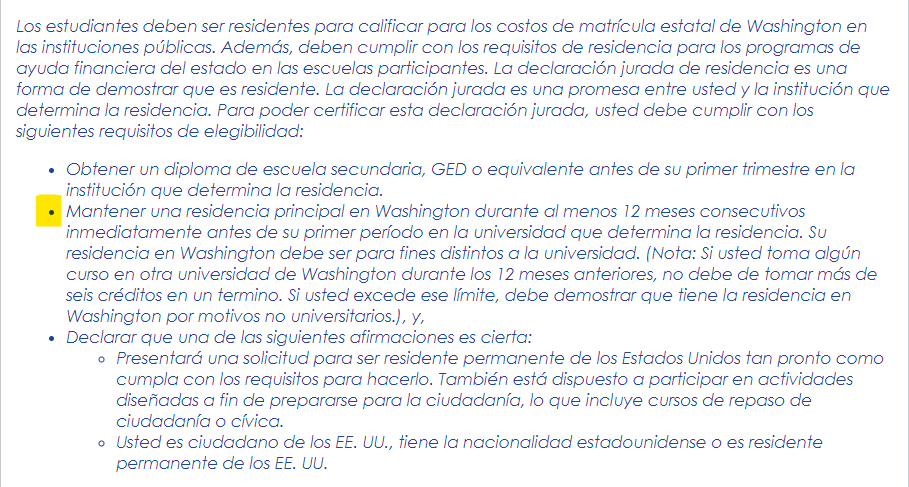 Los estudiantes deben ser residentes para calificar para los costos de matrícula estatal de Washington en
las instituciones públicas. Además, deben cumplir con los requisitos de residencia para los programas de
ayuda financiera del estado en las escuelas participantes. La declaración jurada de residencia es una
forma de demostrar que es residente. La declaración jurada es una promesa entre usted y la institución que
determina la residencia. Para poder certificar esta declaración jurada, usted debe cumplir con los
siguientes requisitos de elegibilidad:
• Obtener un diploma de escuela secundaria, GED o equivalente antes de su primer trimestre en la
institución que determina la residencia.
• Mantener una residencia principal en Washington durante al menos 12 meses consecutivos
inmediatamente antes de su primer período en la universidad que determina la residencia. Su
residencia en Washington debe ser para fines distintos a la universidad. (Nota: Si usted toma algún
curso en otra universidad de Washington durante los 12 meses anteriores, no debe de tomar más de
seis créditos en un termino. Si usted excede ese límite, debe demostrar que tiene la residencia en
Washington por motivos no universitarios.), y,
• Declarar que una de las siguientes afirmaciones es cierta:
◦ Presentará una solicitud para ser residente permanente de los Estados Unidos tan pronto como
cumpla con los requisitos para hacerlo. También está dispuesto a participar en actividades
diseñadas a fin de prepararse para la ciudadanía, lo que incluye cursos de repaso de
ciudadanía o cívica.
◦ Usted es ciudadano de los EE. UU., tiene la nacionalidad estadounidense o es residente
permanente de los EE. UU.